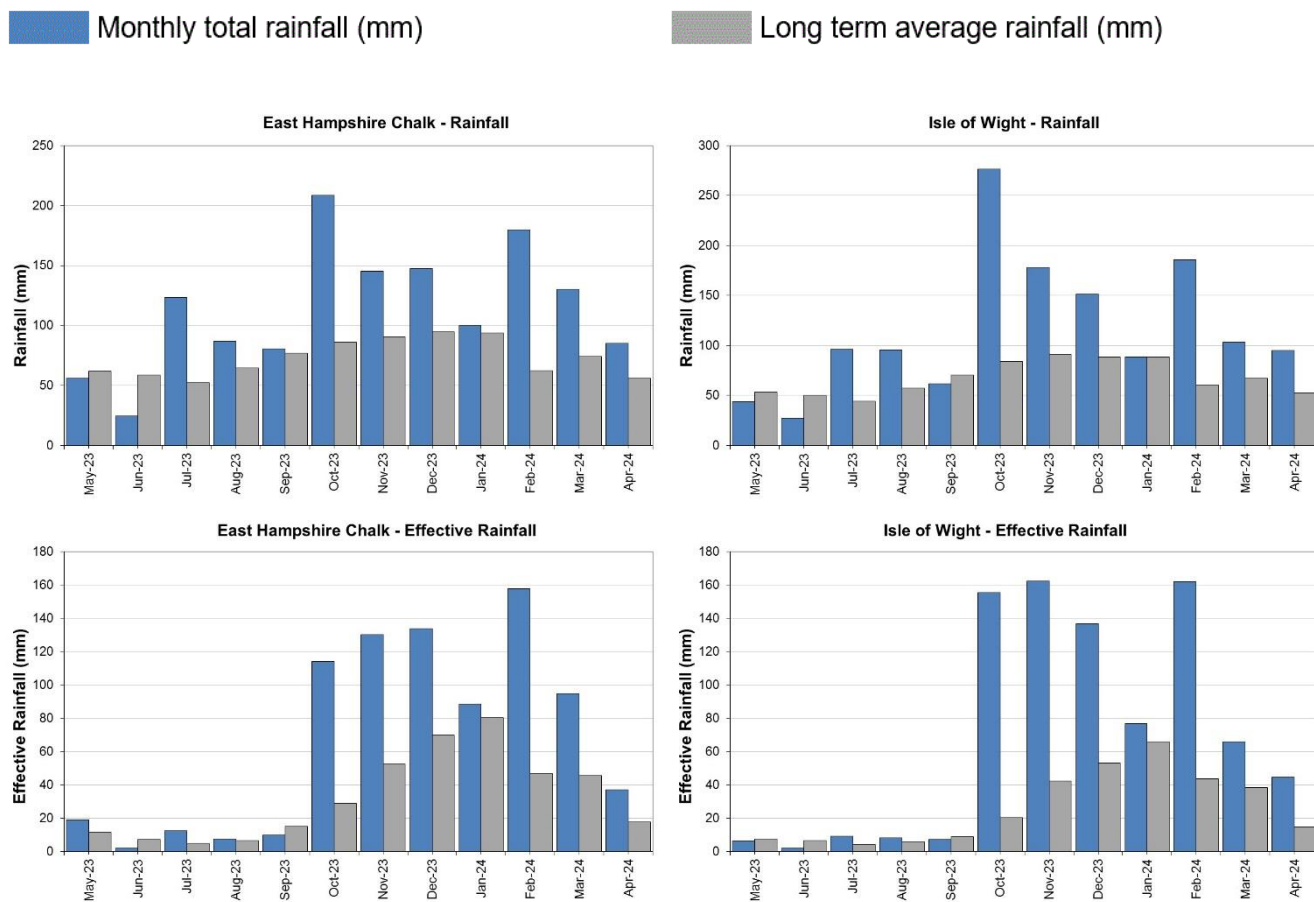 Monthly total rainfall (mm)
Long term average rainfall (mm)
East Hampshire Chalk - Rainfall
Rainfall (mm)
250
200
150
100
50
0
May-23
Jun-23
Jul-23
Aug-23
Sep-23
Oct-23
Nov-23
Dec-23
Jan-24
Feb-24
Mar-24
Apr-24
Isle of Wight - Rainfall
Rainfall (mm)
300
250
200
150
100
50
0
May-23
Jun-23
Jul-23
Aug-23
Sep-23
Oct-23
Nov-23
Dec-23
Jan-24
Feb-24
Mar-24
Apr-24
East Hampshire Chalk - Effective Rainfall
Effective Rainfall (mm)
180
160
140
120
100
80
60
40
20
0
May-23
Jun-23
Jul-23
Aug-23
Sep-23
Oct-23
Nov-23
Dec-23
Jan-24
Feb-24
Mar-24
Apr-24
Isle of Wight - Effective Rainfall
Effective Rainfall (mm)
180
160
140
120
100
80
60
40
20
0
May-23
Jun-23
Jul-23
Aug-23
Sep-23
Oct-23
Nov-23
Dec-23
Jan-24
Feb-24
Mar-24
Apr-24